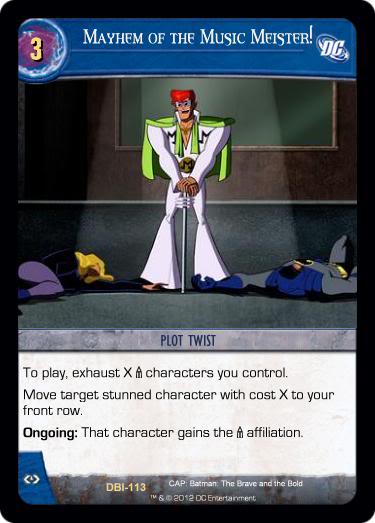 3
MAYHEM OF THE MUSIC MEISTER!
DC
M
PLOT TWIST
To play, exhaust X characters you control.
Move target stunned character with cost X to your
front row.
Ongoing: That character gains the affiliation.
DBI-113
CAP: Batman: The Brave and the Bold
™ & © 2012 DC Entertainment